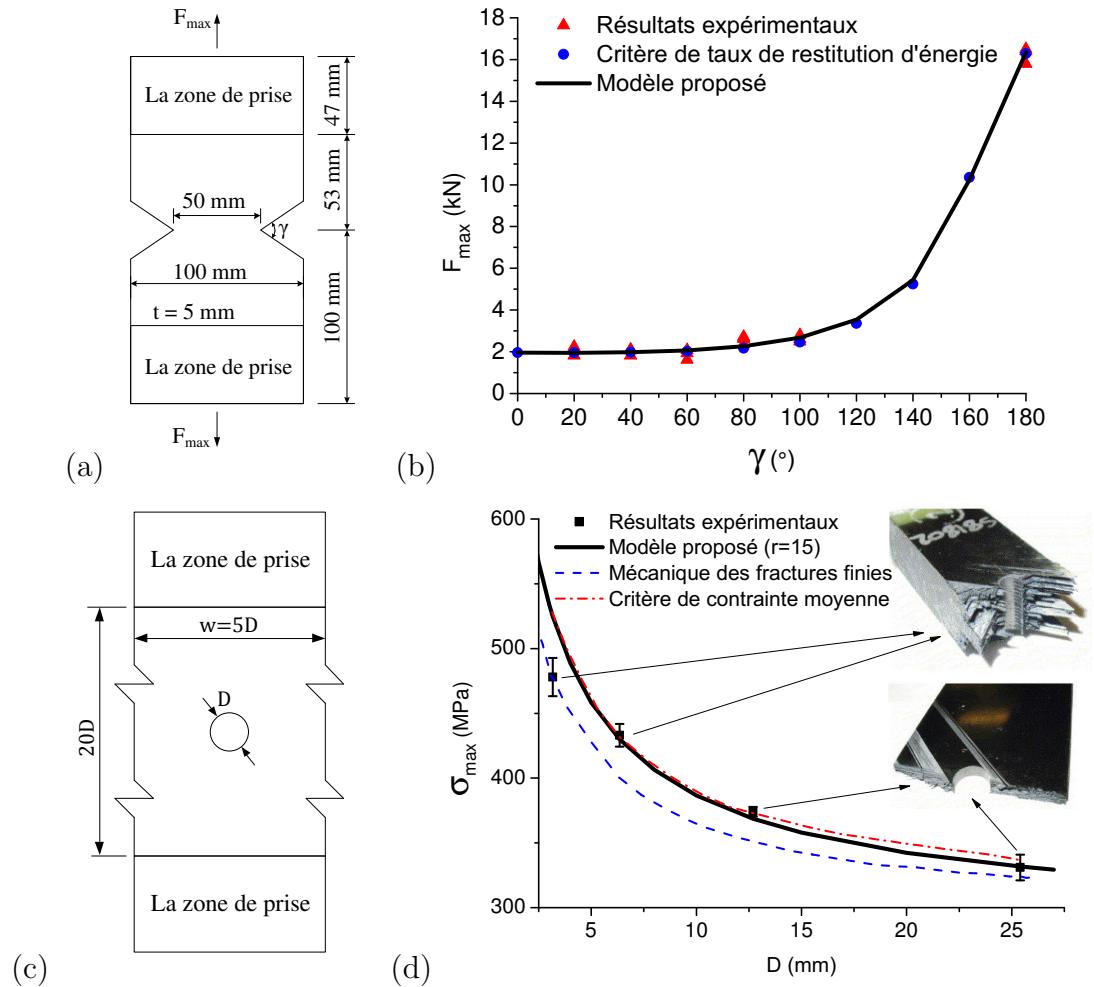 F_max
La zone de prise
47 mm
53 mm
50 mm
γ
100 mm
t = 5 mm
100 mm
La zone de prise
F_max
(a)
Résultats expérimentaux
Critère de taux de restitution d'énergie
Modèle proposé
F_max (kN)
18
16
14
12
10
8
6
4
2
0
0 20 40 60 80 100 120 140 160 180
γ (°)
(b)
La zone de prise
w=5D
D
20D
La zone de prise
(c)
Résultats expérimentaux
Modèle proposé (r=15)
Mécanique des fractures finies
Critère de contrainte moyenne
σ_max (MPa)
600
500
400
300
5 10 15 20 25
D (mm)
(d)